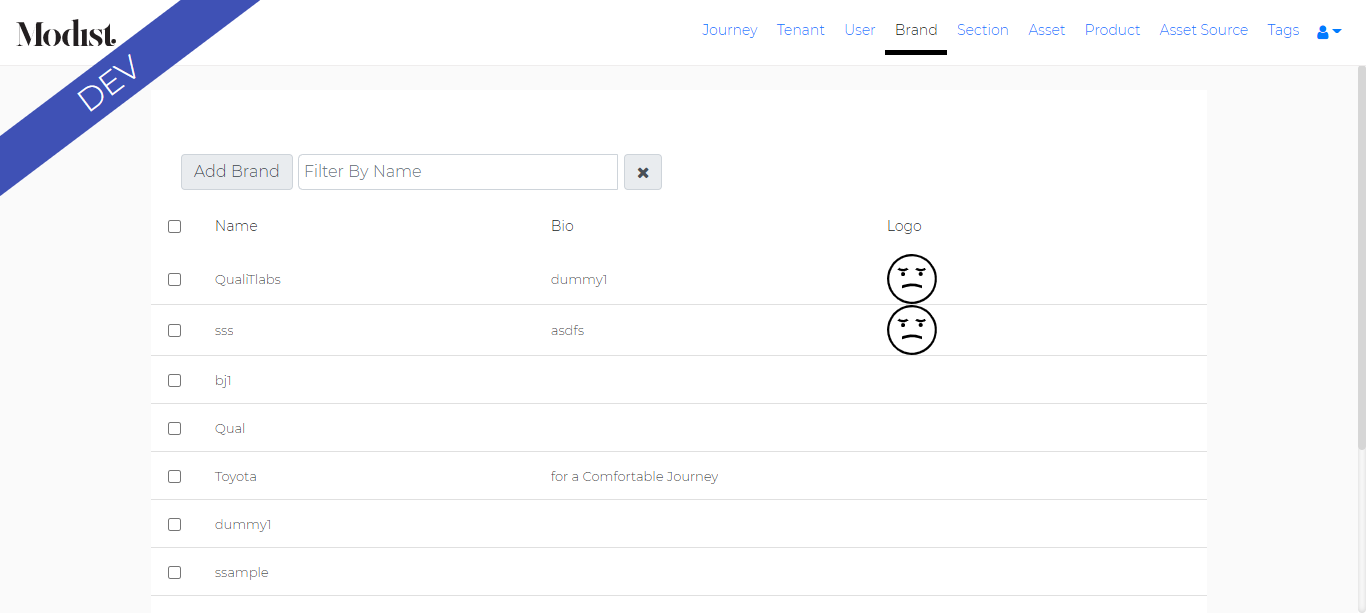 Modist.
Journey Tenant User Brand Section Asset Product Asset Source Tags
DEV
Add Brand Filter By Name
Name Bio Logo
QualiTlabs dummy1
sss asdfs
bj1
Qual
Toyota for a Comfortable Journey
dummy1
ssample